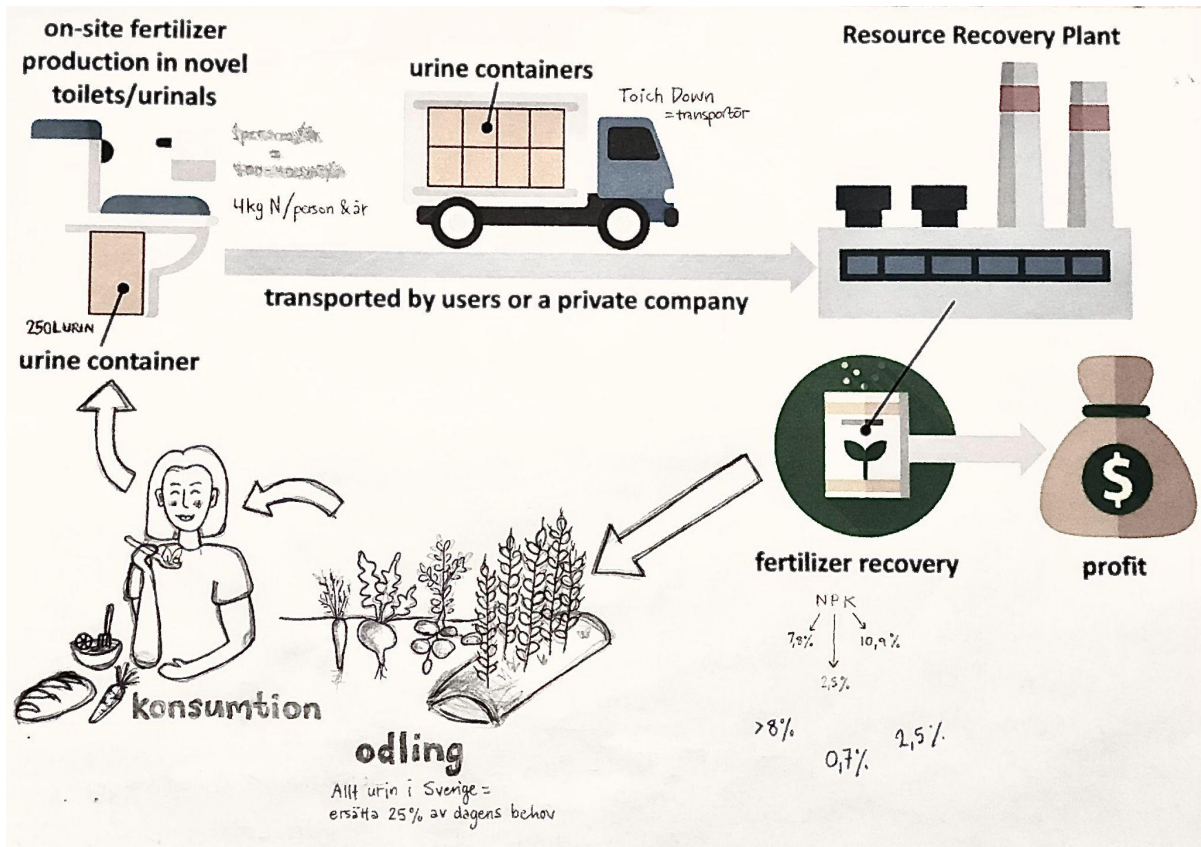 on-site fertilizer
production in novel
toilets/urinals
urine containers
Toich Down
=transportör
Resource Recovery Plant
4kg N/person & år
transported by users or a private company
250L URIN
urine container
$
fertilizer recovery
profit
NPK
7,8%
10,9%
2,5%
>8%
0,7%
2,5%
konsumtion
odling
Allt urin i Sverige =
ersätta 25% av dagens behov